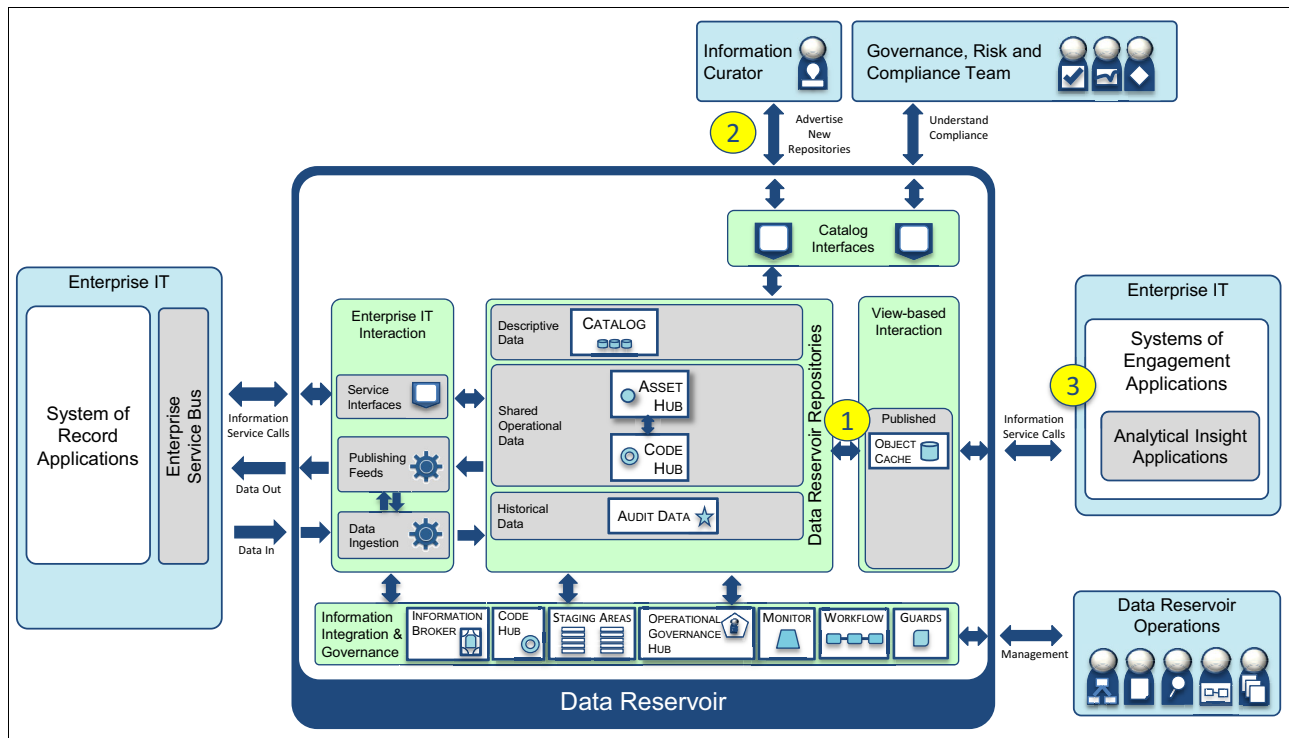 Information
Curator
Governance, Risk and
Compliance Team
2
Advertise
New
Repositories
Understand
Compliance
Catalog
Interfaces
Enterprise IT
System of
Record
Applications
Enterprise
Service Bus
Information
Service Calls
Data Out
Data In
Enterprise IT
Interaction
Service
Interfaces
Publishing
Feeds
Data
Ingestion
Descriptive
Data
CATALOG
Shared
Operational
Data
ASSET
HUB
CODE
HUB
Historical
Data
AUDIT DATA
Data Reservoir Repositories
1
View-based
Interaction
Published
OBJECT
CACHE
Information
Service Calls
3
Enterprise IT
Systems of
Engagement
Applications
Analytical Insight
Applications
Information
Integration &
Governance
INFORMATION
BROKER
CODE
HUB
STAGING AREAS
OPERATIONAL
GOVERNANCE
HUB
MONITOR
WORKFLOW
GUARDS
Management
Data Reservoir
Operations
Data Reservoir